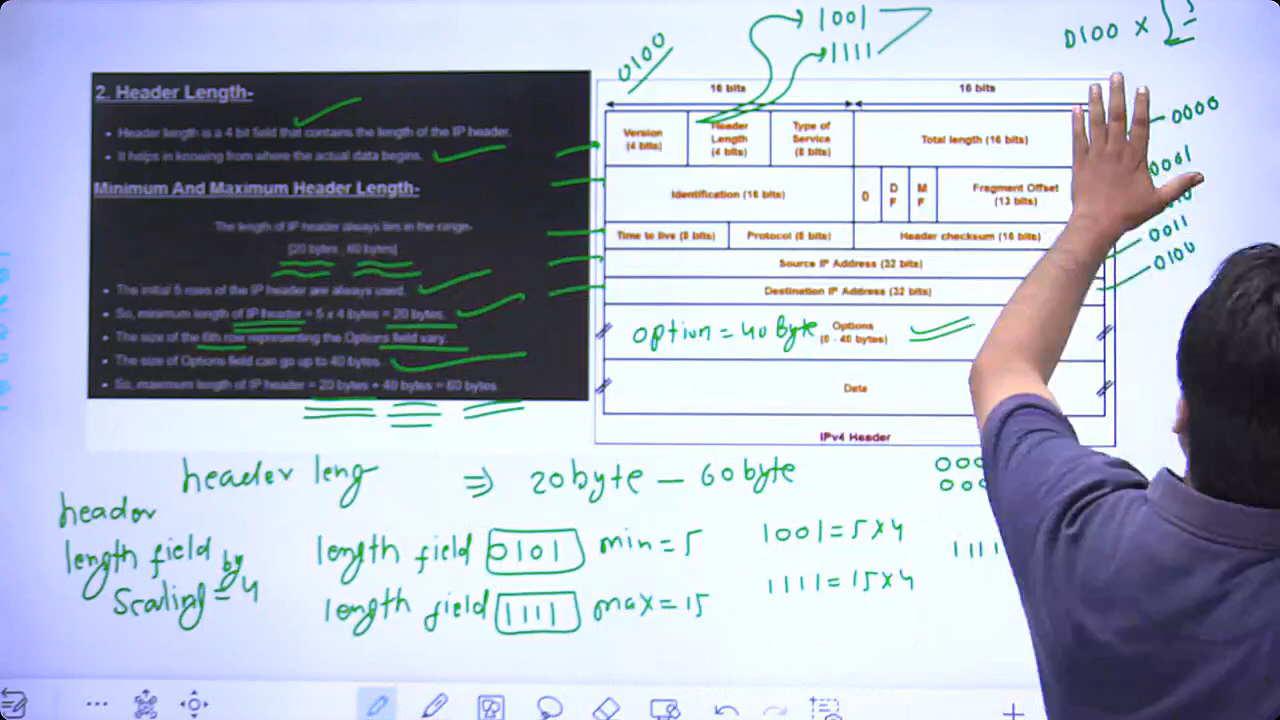 0100
1001
1111
0100 ×
2. Header Length-
• Header length is a 4 bit field that contains the length of the IP header.
• It helps in knowing from where the actual data begins.
Minimum And Maximum Header Length-
The length of IP header always lies in the range-
[20 bytes , 60 bytes]
• The initial 5 rows of the IP header are always used.
• So, minimum length of IP header = 5 x 4 bytes = 20 bytes.
• The size of the 6th row representing the Options field vary.
• The size of Options field can go up to 40 bytes.
• So, maximum length of IP header = 20 bytes + 40 bytes = 60 bytes.
16 bits
16 bits
Version
(4 bits)
Header
Length
(4 bits)
Type of
Service
(8 bits)
Total length (16 bits)
Identification (16 bits)
0
D
F
M
F
Fragment Offset
(13 bits)
Time to live (8 bits)
Protocol (8 bits)
Header checksum (16 bits)
Source IP Address (32 bits)
Destination IP Address (32 bits)
option = 40 Byte
Options
(0 - 40 bytes)
Data
IPv4 Header
0000
0011
0100
header leng ⇒ 20byte – 60byte
header
length field
by
Scaling = 4
length field 0101 min = 5
length field 1111 max = 15
1001 = 5×4
1111 = 15×4